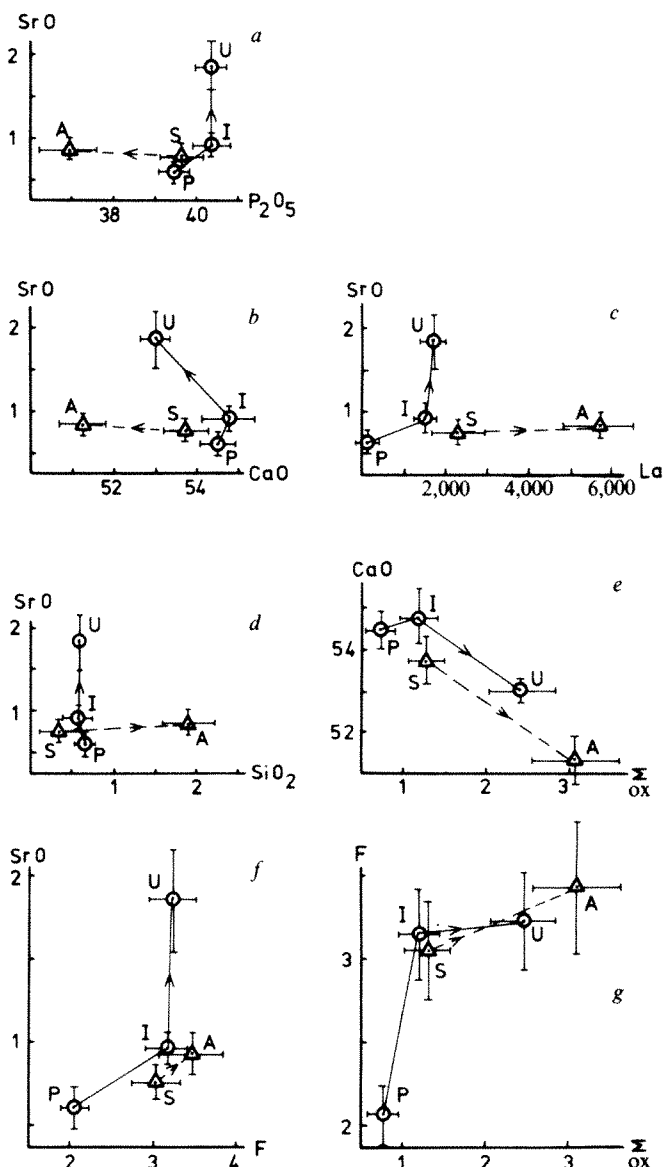 SrO
a
2
U
A
S
I
1
P
38
40
P2O5
SrO
b
2
U
A
S
I
1
P
52
54
CaO
SrO
c
2
U
I
S
A
1
P
2,000
4,000
6,000
La
SrO
d
2
U
I
1
S
P
A
1
2
SiO2
CaO
e
I
54
P
S
U
52
A
1
2
3
Σ
ox
SrO
f
2
U
I
A
1
P
S
2
3
4
F
F
g
I
A
U
S
3
P
2
1
2
3
Σ
ox